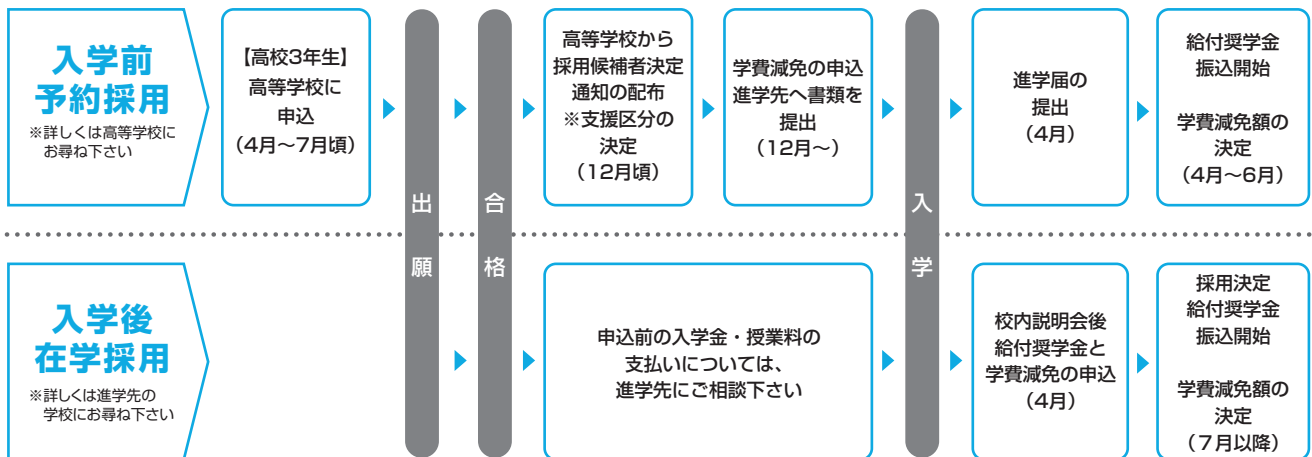 入学前
予約採用
※詳しくは高等学校に
お尋ね下さい
【高校3年生】
高等学校に
申込
（4月〜7月頃）
出願
合格
高等学校から
採用候補者決定
通知の配布
※支援区分の
決定
（12月頃）
学費減免の申込
進学先へ書類を
提出
（12月〜）
入学
進学届の
提出
（4月）
給付奨学金
振込開始
学費減免額の
決定
（4月〜6月）
入学後
在学採用
※詳しくは進学先の
学校にお尋ね下さい
申込前の入学金・授業料の
支払いについては、
進学先にご相談下さい
校内説明会後
給付奨学金と
学費減免の申込
（4月）
採用決定
給付奨学金
振込開始
学費減免額の
決定
（7月以降）